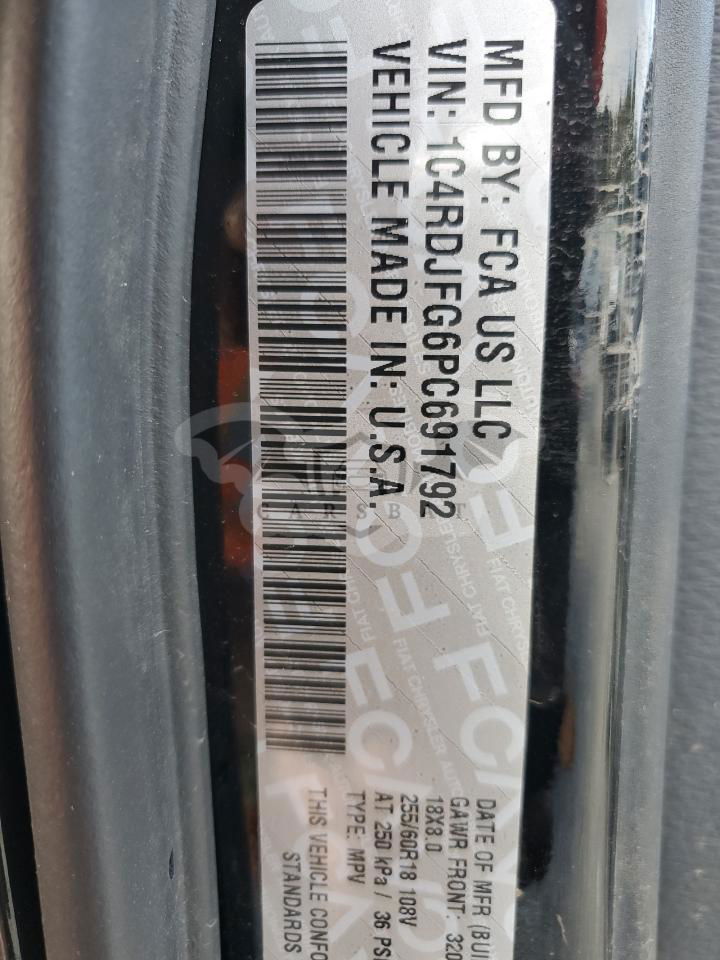 MFD BY: FCA US LLC
VIN: 1C4RDJFG6PC691792
VEHICLE MADE IN: U.S.A.
DATE OF MFR
GAWR FRONT:
18X8.0
255/60R18 108V
AT 250 kPa / 36
TYPE: MPV
THIS VEHICLE
STANDARDS